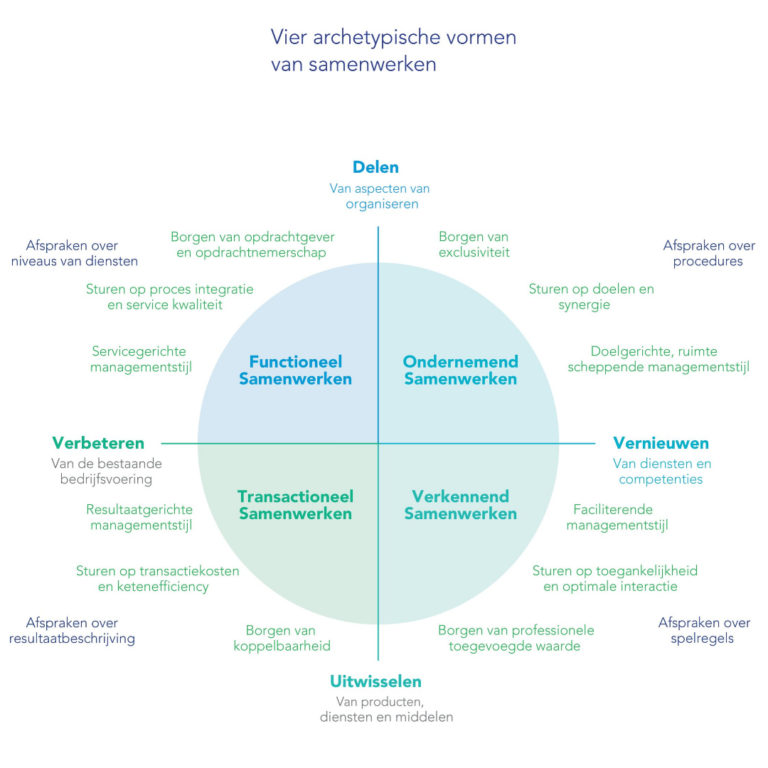 Vier archetypische vormen
van samenwerken
Delen
Van aspecten van
organiseren
Afspraken over
niveaus van diensten
Borgen van opdrachtgever
en opdrachtnemerschap
Borgen van
exclusiviteit
Afspraken over
procedures
Sturen op proces integratie
en service kwaliteit
Sturen op doelen en
synergie
Servicegerichte
managementstijl
Functioneel
Samenwerken
Ondernemend
Samenwerken
Doelgerichte, ruimte
scheppende managementstijl
Verbeteren
Van de bestaande
bedrijfsvoering
Vernieuwen
Van diensten en
competenties
Resultaatgerichte
managementstijl
Transactioneel
Samenwerken
Verkennend
Samenwerken
Faciliterende
managementstijl
Sturen op transactiekosten
en ketenefficiency
Sturen op toegankelijkheid
en optimale interactie
Afspraken over
resultaatbeschrijving
Borgen van
koppelbaarheid
Borgen van professionele
toegevoegde waarde
Afspraken over
spelregels
Uitwisselen
Van producten,
diensten en middelen